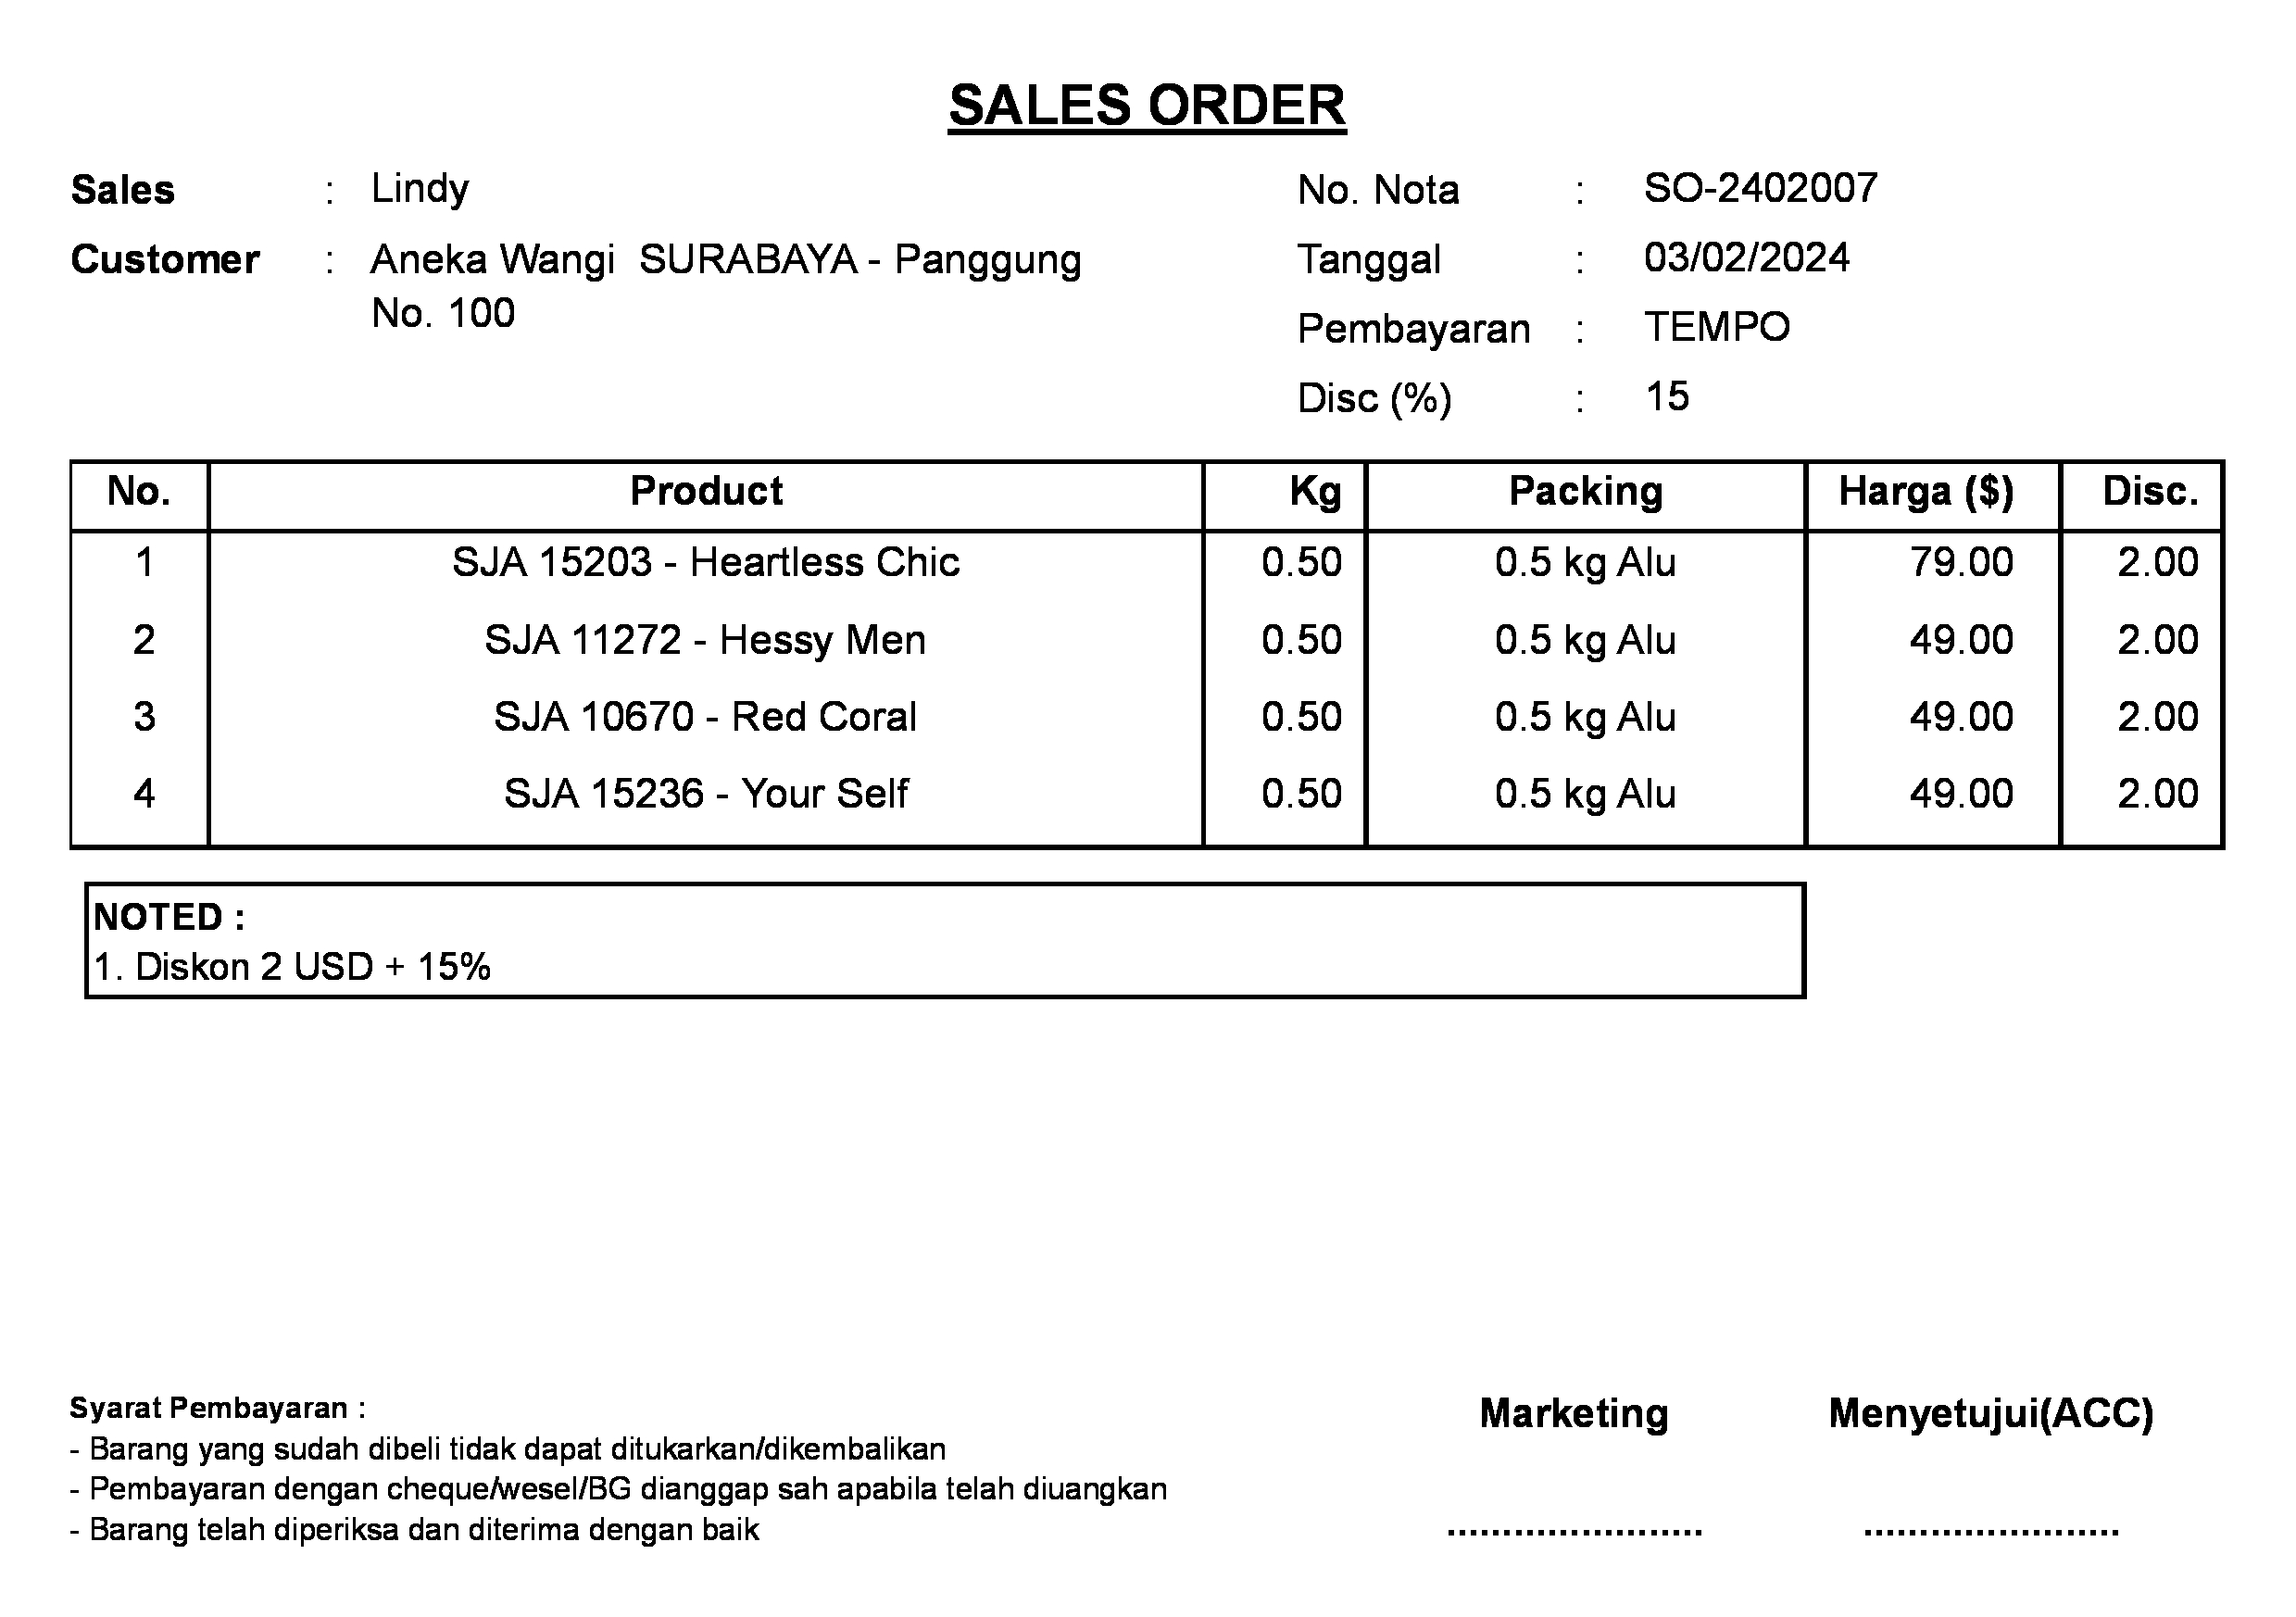 SALES ORDER
Sales : Lindy
No. Nota : SO-2402007
Customer : Aneka Wangi SURABAYA - Panggung
No. 100
Tanggal : 03/02/2024
Pembayaran : TEMPO
Disc (%) : 15
No. Product Kg Packing Harga ($) Disc.
1 SJA 15203 - Heartless Chic 0.50 0.5 kg Alu 79.00 2.00
2 SJA 11272 - Hessy Men 0.50 0.5 kg Alu 49.00 2.00
3 SJA 10670 - Red Coral 0.50 0.5 kg Alu 49.00 2.00
4 SJA 15236 - Your Self 0.50 0.5 kg Alu 49.00 2.00
NOTED :
1. Diskon 2 USD + 15%
Syarat Pembayaran :
- Barang yang sudah dibeli tidak dapat ditukarkan/dikembalikan
- Pembayaran dengan cheque/wesel/BG dianggap sah apabila telah diuangkan
- Barang telah diperiksa dan diterima dengan baik
Marketing Menyetujui(ACC)
....................... .......................